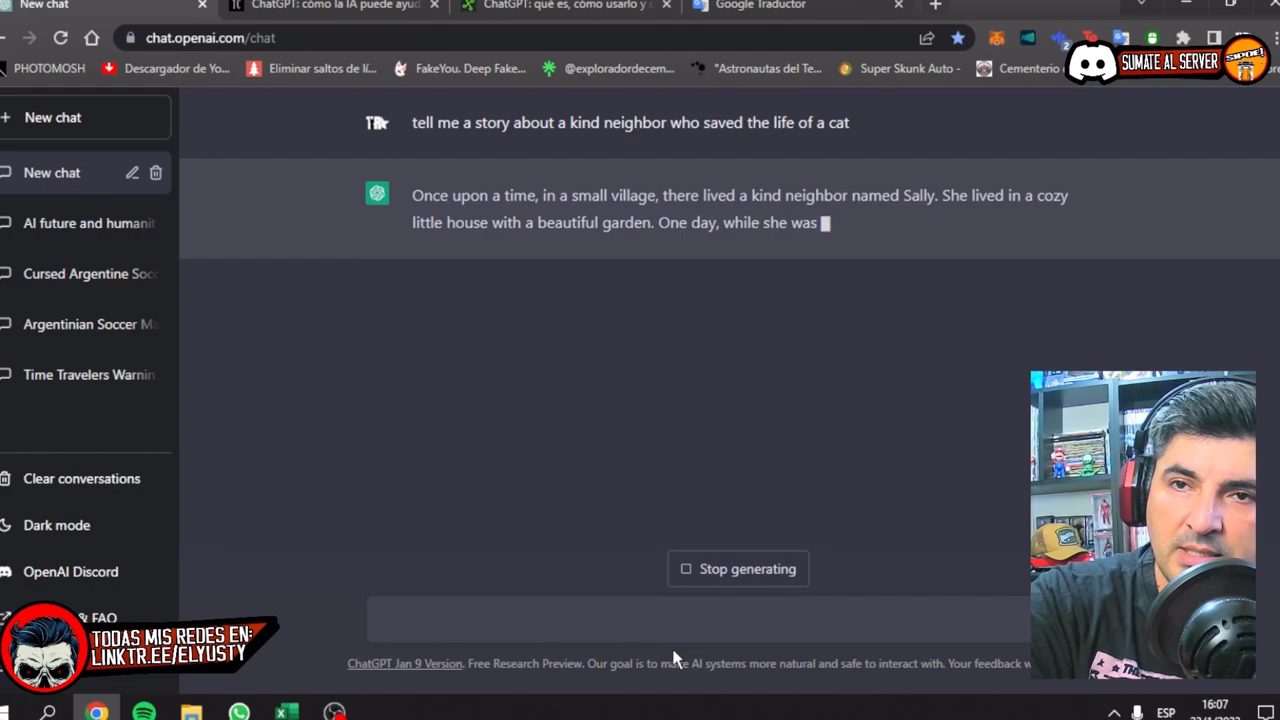 New chat
ChatGPT: cómo la IA puede ayud
ChatGPT: qué es, cómo usarlo y c
Google Traductor
chat.openai.com/chat
PHOTOMOSH
Descargador de Yo...
Eliminar saltos de lí...
FakeYou. Deep Fake...
@exploradordecem...
"Astronautas del Te...
Super Skunk Auto -
Cementerio
SUMATE AL SERVER
New chat
New chat
AI future and humanit
Cursed Argentine Soc
Argentinian Soccer Ma
Time Travelers Warnin
Clear conversations
Dark mode
OpenAI Discord
& FAQ
tell me a story about a kind neighbor who saved the life of a cat
Once upon a time, in a small village, there lived a kind neighbor named Sally. She lived in a cozy
little house with a beautiful garden. One day, while she was
Stop generating
ChatGPT Jan 9 Version. Free Research Preview. Our goal is to make AI systems more natural and safe to interact with. Your feedback w
TODAS MIS REDES EN:
LINKTR.EE/ELYUSTY
ESP
16:07